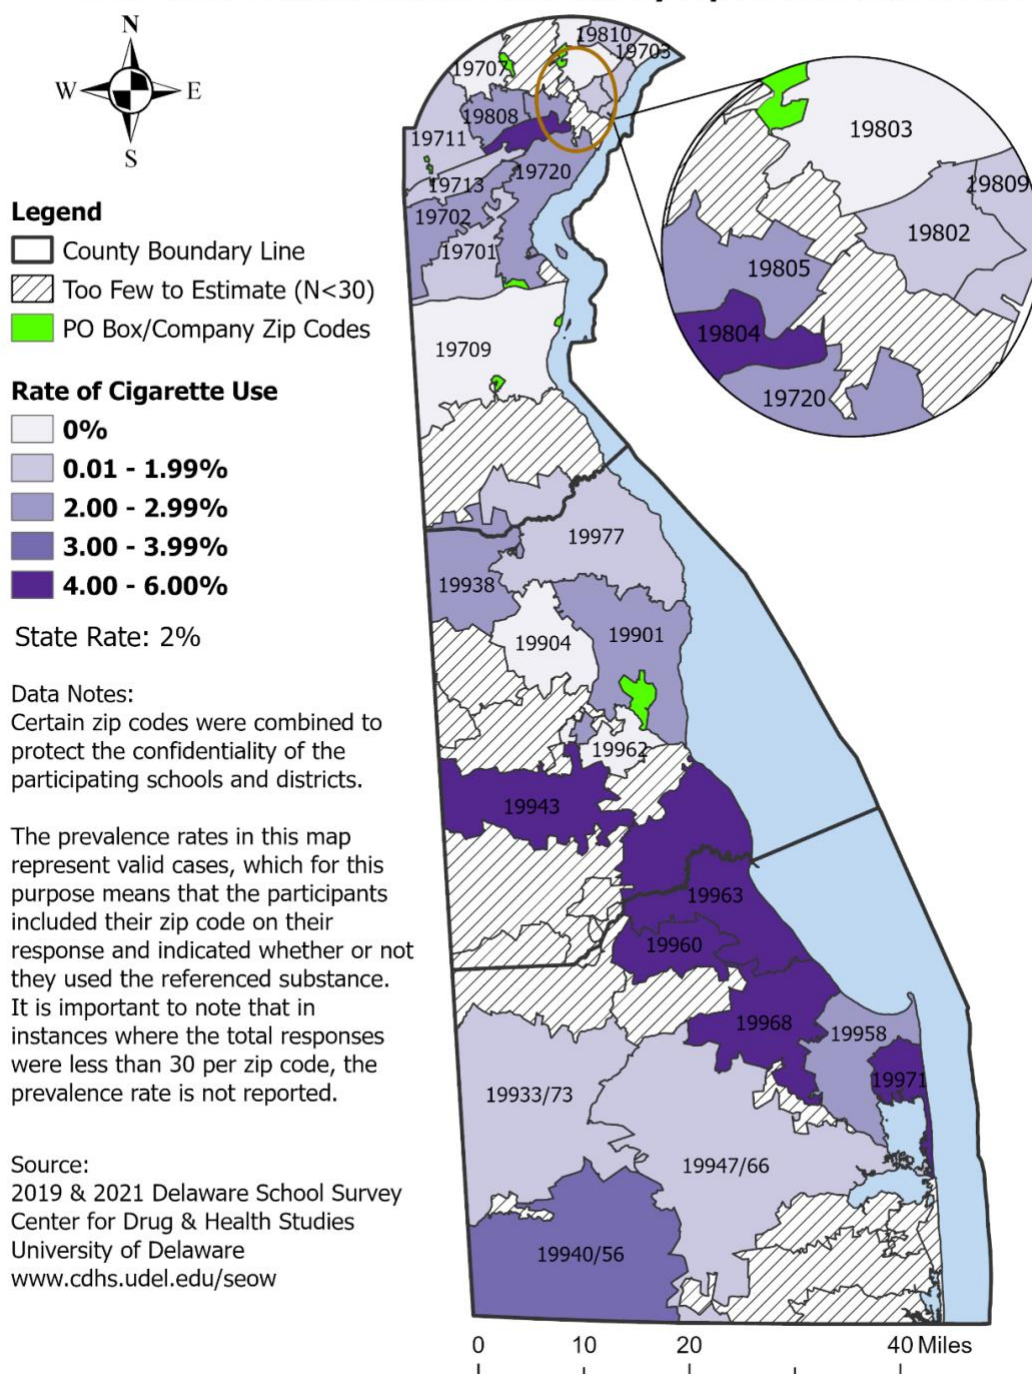 N
W
E
S
Legend
County Boundary Line
Too Few to Estimate (N<30)
PO Box/Company Zip Codes
Rate of Cigarette Use
0%
0.01 - 1.99%
2.00 - 2.99%
3.00 - 3.99%
4.00 - 6.00%
State Rate: 2%
Data Notes:
Certain zip codes were combined to
protect the confidentiality of the
participating schools and districts.
The prevalence rates in this map
represent valid cases, which for this
purpose means that the participants
included their zip code on their
response and indicated whether or not
they used the referenced substance.
It is important to note that in
instances where the total responses
were less than 30 per zip code, the
prevalence rate is not reported.
Source:
2019 & 2021 Delaware School Survey
Center for Drug & Health Studies
University of Delaware
www.cdhs.udel.edu/seow
19810
19703
19707
19808
19711
19720
19713
19702
19701
19709
19803
19809
19802
19805
19804
19720
19977
19938
19904
19901
19962
19943
19963
19960
19968
19958
19971
19933/73
19947/66
19940/56
0 10 20 40 Miles